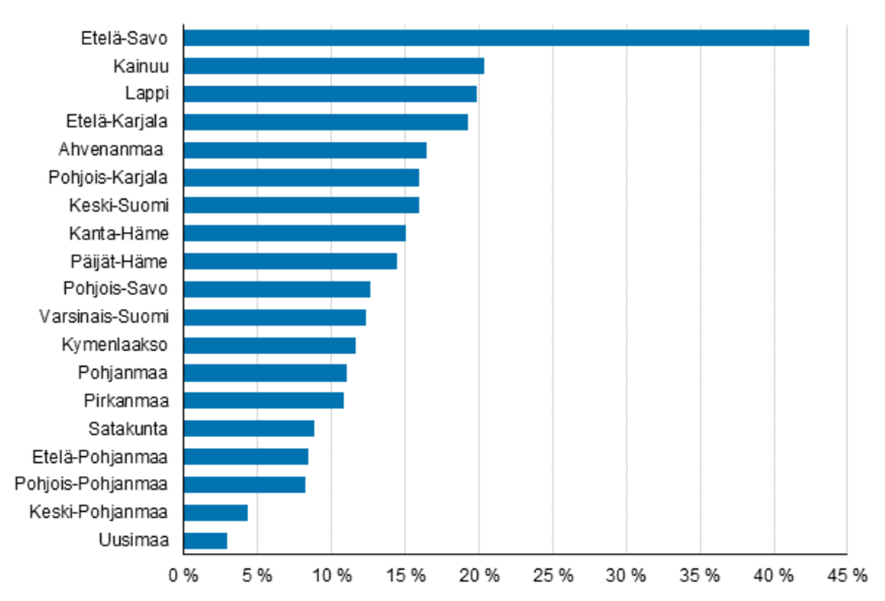 Etelä-Savo
Kainuu
Lappi
Etelä-Karjala
Ahvenanmaa
Pohjois-Karjala
Keski-Suomi
Kanta-Häme
Päijät-Häme
Pohjois-Savo
Varsinais-Suomi
Kymenlaakso
Pohjanmaa
Pirkanmaa
Satakunta
Etelä-Pohjanmaa
Pohjois-Pohjanmaa
Keski-Pohjanmaa
Uusimaa
0 % 5 % 10 % 15 % 20 % 25 % 30 % 35 % 40 % 45 %